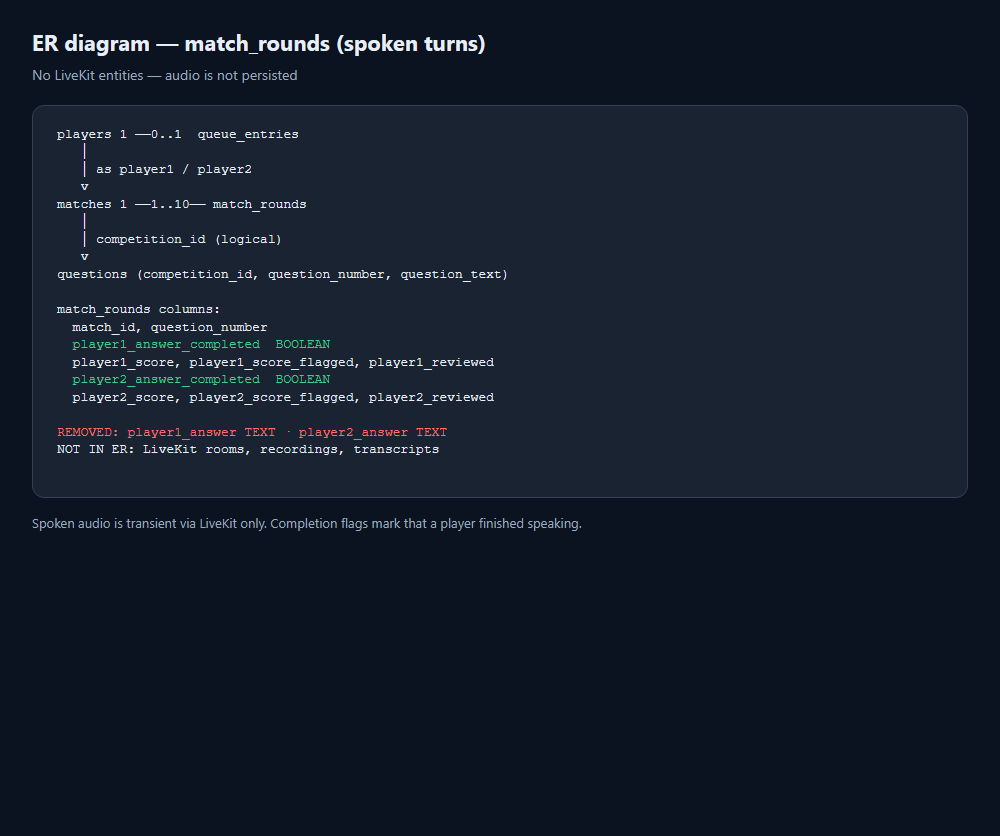 ER diagram — match_rounds (spoken turns)
No LiveKit entities — audio is not persisted
players 1 ──0..1  queue_entries
   │
   │ as player1 / player2
   v
matches 1 ──1..10── match_rounds
   │
   │ competition_id (logical)
   v
questions (competition_id, question_number, question_text)
match_rounds columns:
  match_id, question_number
  player1_answer_completed  BOOLEAN
  player1_score, player1_score_flagged, player1_reviewed
  player2_answer_completed  BOOLEAN
  player2_score, player2_score_flagged, player2_reviewed
REMOVED: player1_answer TEXT · player2_answer TEXT
NOT IN ER: LiveKit rooms, recordings, transcripts
Spoken audio is transient via LiveKit only. Completion flags mark that a player finished speaking.